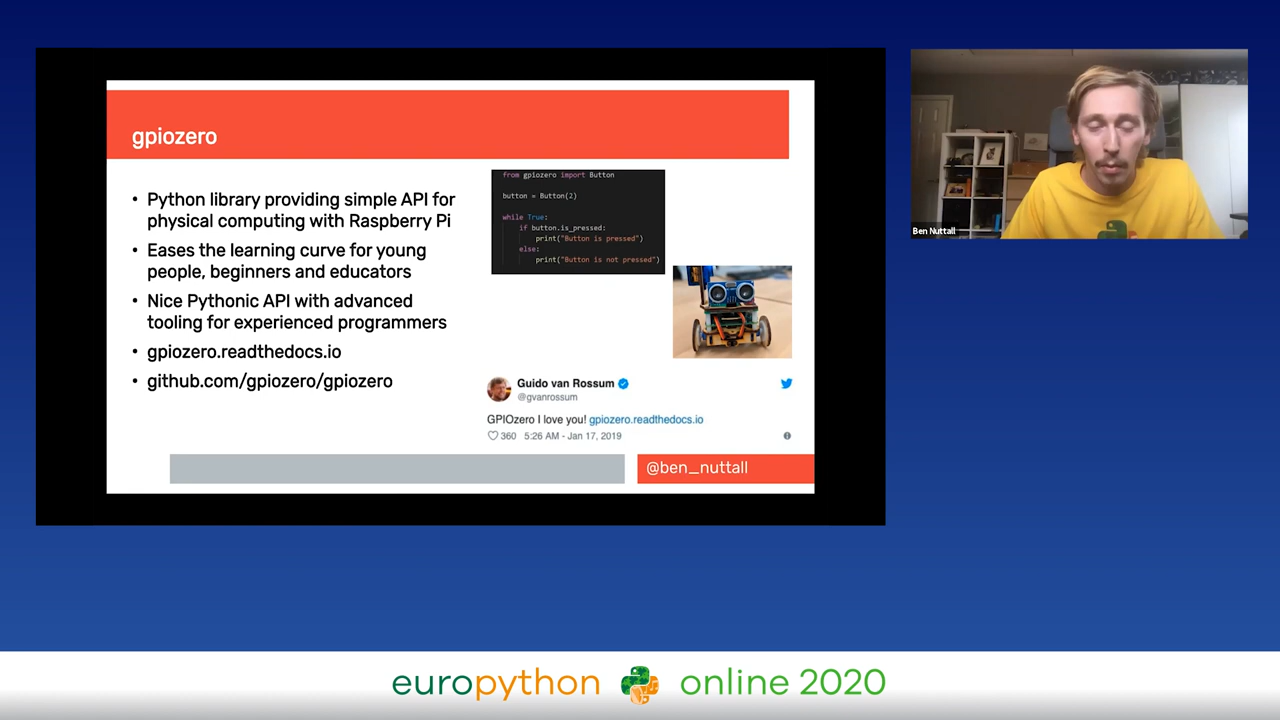 gpiozero
• Python library providing simple API for
physical computing with Raspberry Pi
• Eases the learning curve for young
people, beginners and educators
• Nice Pythonic API with advanced
tooling for experienced programmers
• gpiozero.readthedocs.io
• github.com/gpiozero/gpiozero
from gpiozero import Button
button = Button(2)
while True:
if button.is_pressed:
print("Button is pressed")
else:
print("Button is not pressed")
Guido van Rossum
@gvanrossum
GPIOzero I love you! gpiozero.readthedocs.io
360 5:26 AM - Jan 17, 2019
@ben_nuttall
Ben Nuttall
europython online 2020